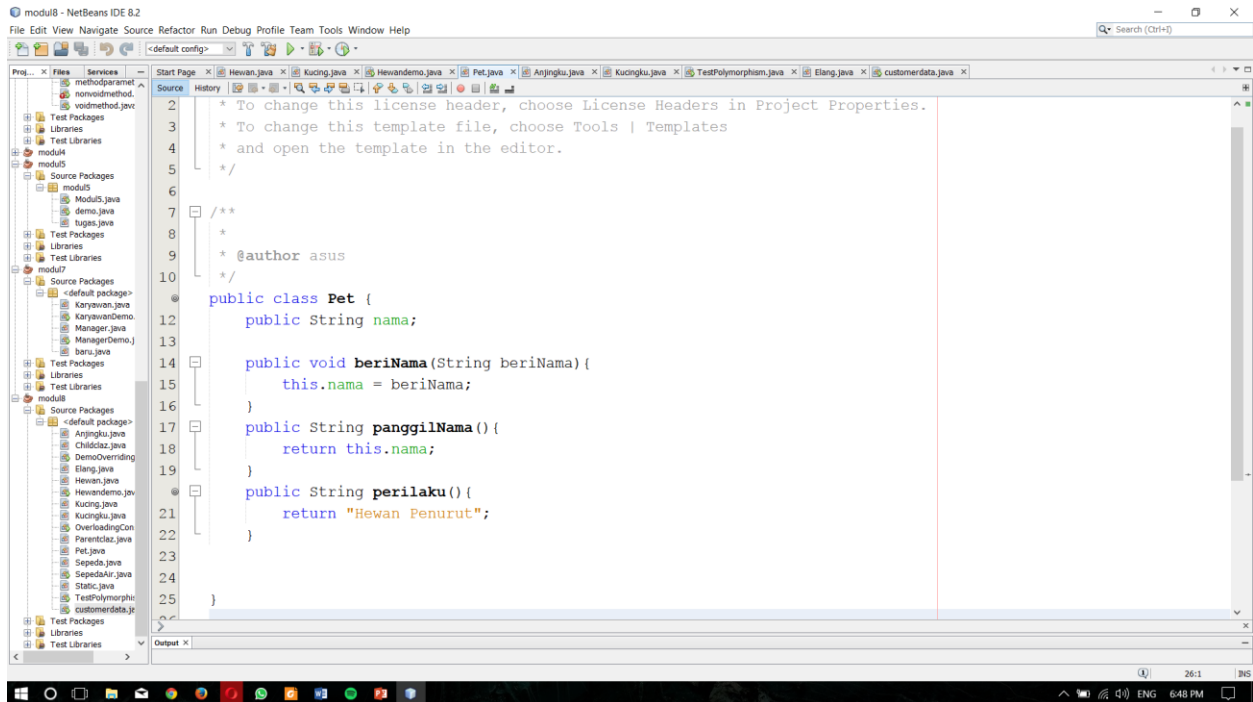 modul8 - NetBeans IDE 8.2
File Edit View Navigate Source Refactor Run Debug Profile Team Tools Window Help
Search (Ctrl+I)
<default config>
Proj... × Files Services
Start Page × Hewan.java × Kucing.java × Hewandemo.java × Pet.java × Anjingku.java × Kucingku.java × TestPolymorphism.java × Elang.java × customerdata.java ×
Source History
methodparamet
nonvoidmethod.
voidmethod.java
Test Packages
Libraries
Test Libraries
modul4
modul5
Source Packages
modul5
Modul5.java
demo.java
tugas.java
Test Packages
Libraries
Test Libraries
modul7
Source Packages
<default package>
Karyawan.java
KaryawanDemo.
Manager.java
ManagerDemo.j
baru.java
Test Packages
Libraries
Test Libraries
modul8
Source Packages
<default package>
Anjingku.java
Childclaz.java
DemoOverriding
Elang.java
Hewan.java
Hewandemo.jav
Kucing.java
Kucingku.java
OverloadingCon
Parentclaz.java
Pet.java
Sepeda.java
SepedaAir.java
Static.java
TestPolymorphis
customerdata.ja
Test Packages
Libraries
Test Libraries
2 * To change this license header, choose License Headers in Project Properties.
3 * To change this template file, choose Tools | Templates
4 * and open the template in the editor.
5 */
6
7 /**
8 *
9 * @author asus
10 */
public class Pet {
12 public String nama;
13
14 public void beriNama(String beriNama){
15 this.nama = beriNama;
16 }
17 public String panggilNama(){
18 return this.nama;
19 }
public String perilaku(){
21 return "Hewan Penurut";
22 }
23
24
25 }
Output ×
26:1 INS
ENG 6:48 PM